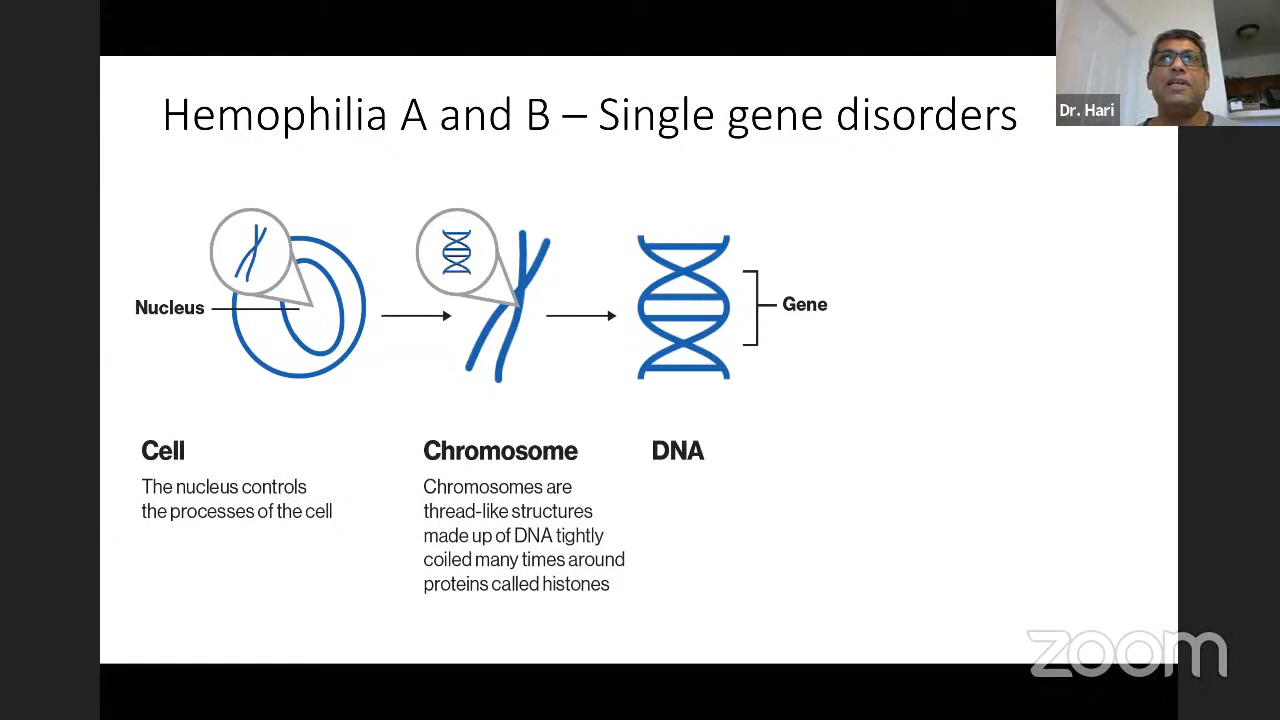 Hemophilia A and B – Single gene disorders
Dr. Hari
Nucleus
Gene
Cell
The nucleus controls
the processes of the cell
Chromosome
Chromosomes are
thread-like structures
made up of DNA tightly
coiled many times around
proteins called histones
DNA
zoom